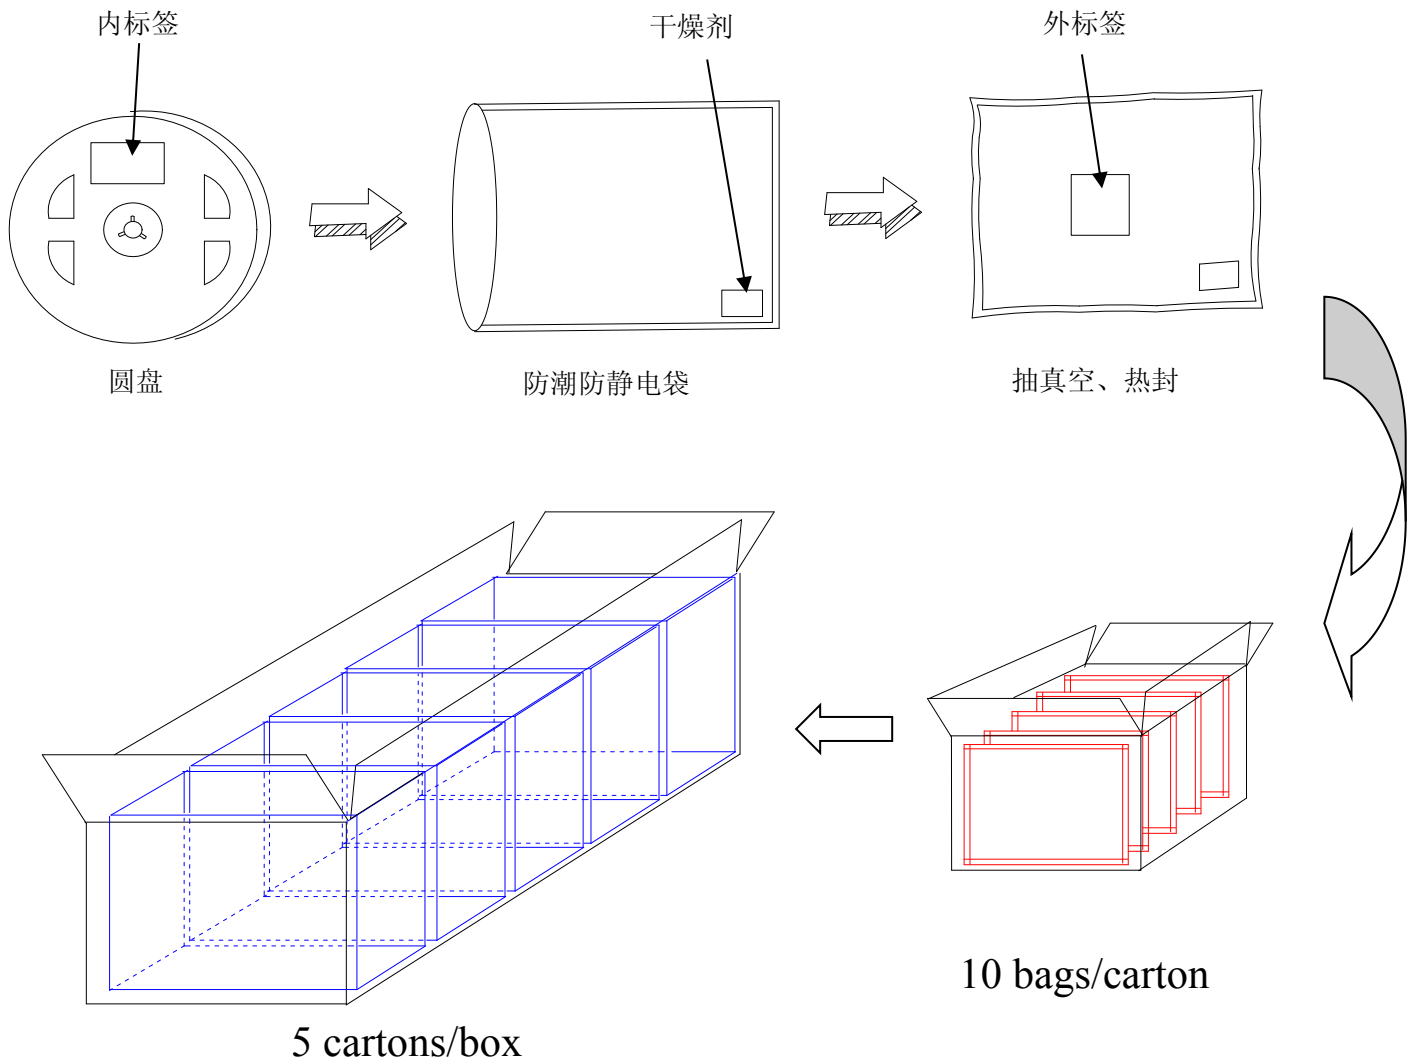 内标签
干燥剂
外标签
圆盘
防潮防静电袋
抽真空、热封
10 bags/carton
5 cartons/box